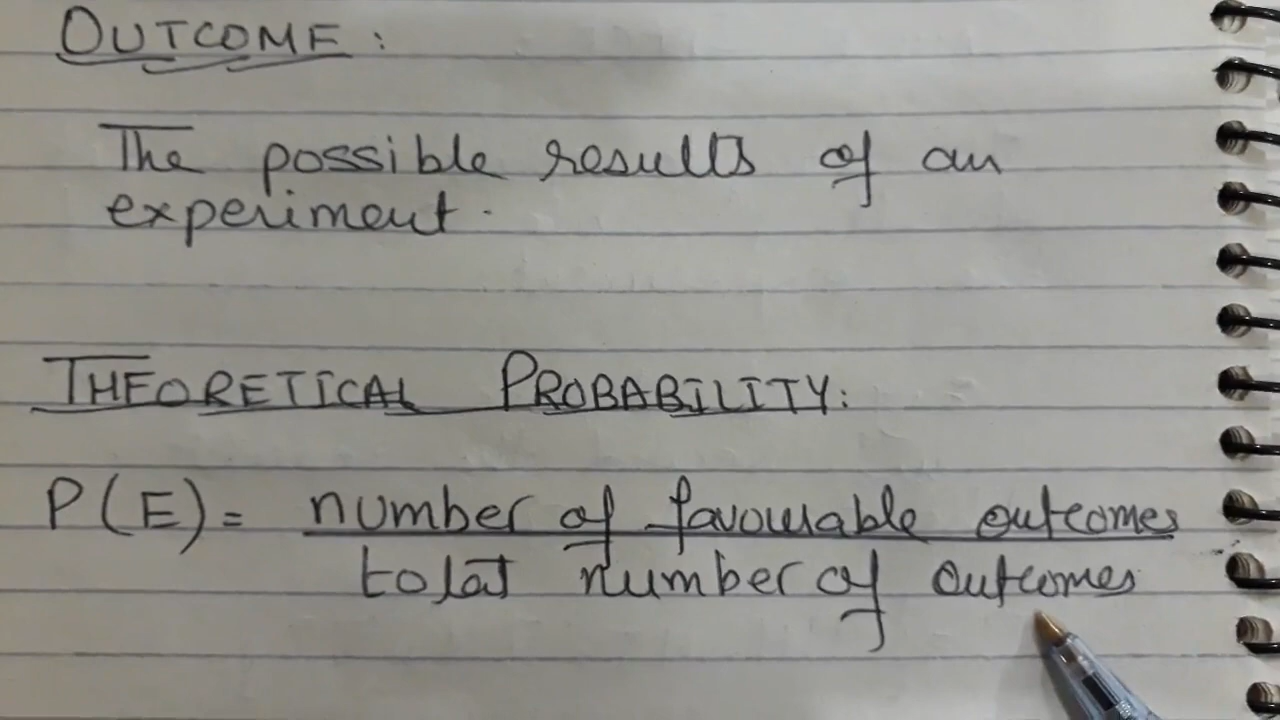 OUTCOME:
The possible results of an
experiment.
THEORETICAL PROBABILITY:
P(E) = number of favourable outcomes
total number of outcomes